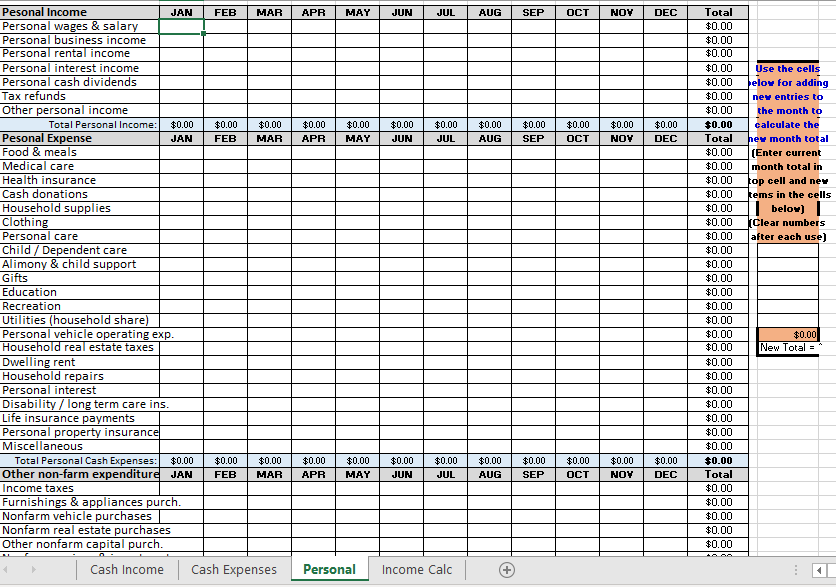 Pesonal Income JAN FEB MAR APR MAY JUN JUL AUG SEP OCT NOV DEC Total
Personal wages & salary $0.00
Personal business income $0.00
Personal rental income $0.00
Personal interest income $0.00 Use the cells
Personal cash dividends $0.00 elow for adding
Tax refunds $0.00 new entries to
Other personal income $0.00 the month to
Total Personal Income: $0.00 $0.00 $0.00 $0.00 $0.00 $0.00 $0.00 $0.00 $0.00 $0.00 $0.00 $0.00 $0.00 calculate the
Pesonal Expense JAN FEB MAR APR MAY JUN JUL AUG SEP OCT NOV DEC Total new month total
Food & meals $0.00 (Enter current
Medical care $0.00 month total in
Health insurance $0.00 top cell and new
Cash donations $0.00 tems in the cells
Household supplies $0.00 below)
Clothing $0.00 (Clear numbers
Personal care $0.00 after each use)
Child / Dependent care $0.00
Alimony & child support $0.00
Gifts $0.00
Education $0.00
Recreation $0.00
Utilities (household share) $0.00
Personal vehicle operating exp. $0.00 $0.00
Household real estate taxes $0.00 New Total = ^
Dwelling rent $0.00
Household repairs $0.00
Personal interest $0.00
Disability / long term care ins. $0.00
Life insurance payments $0.00
Personal property insurance $0.00
Miscellaneous $0.00
Total Personal Cash Expenses: $0.00 $0.00 $0.00 $0.00 $0.00 $0.00 $0.00 $0.00 $0.00 $0.00 $0.00 $0.00 $0.00
Other non-farm expenditure JAN FEB MAR APR MAY JUN JUL AUG SEP OCT NOV DEC Total
Income taxes $0.00
Furnishings & appliances purch. $0.00
Nonfarm vehicle purchases $0.00
Nonfarm real estate purchases $0.00
Other nonfarm capital purch. $0.00
Cash Income Cash Expenses Personal Income Calc